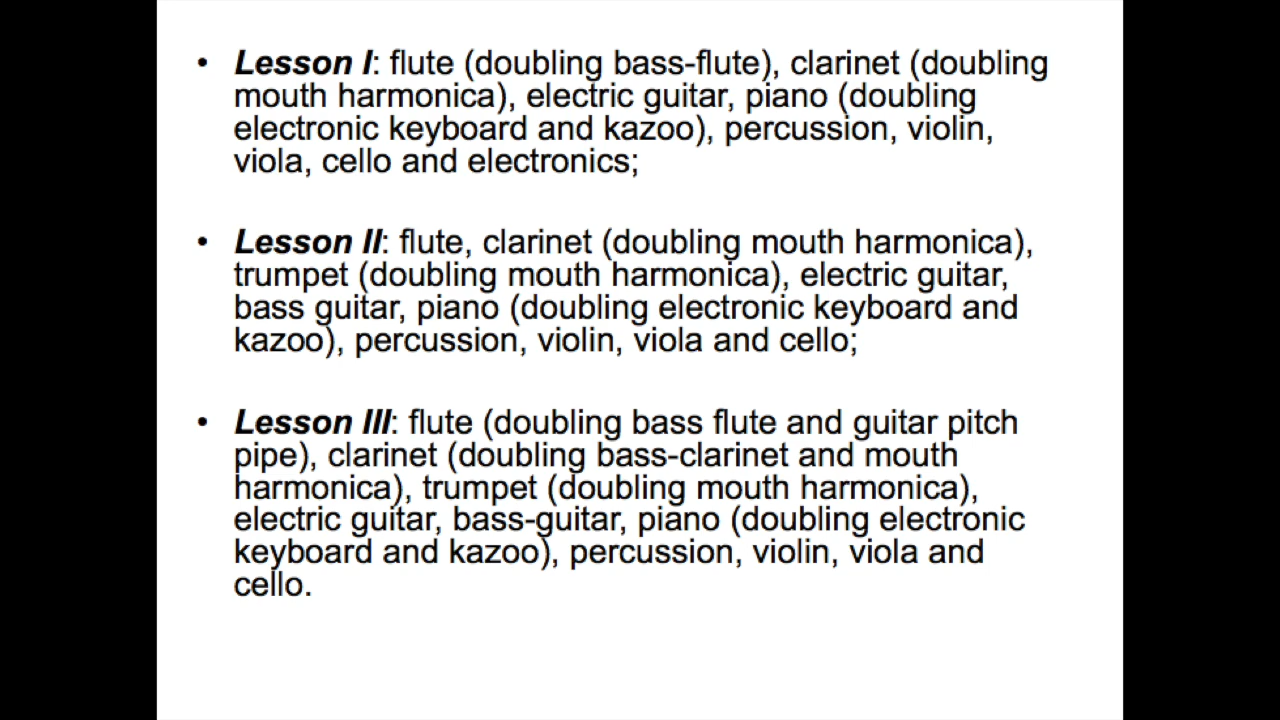 • Lesson I: flute (doubling bass-flute), clarinet (doubling
mouth harmonica), electric guitar, piano (doubling
electronic keyboard and kazoo), percussion, violin,
viola, cello and electronics;
• Lesson II: flute, clarinet (doubling mouth harmonica),
trumpet (doubling mouth harmonica), electric guitar,
bass guitar, piano (doubling electronic keyboard and
kazoo), percussion, violin, viola and cello;
• Lesson III: flute (doubling bass flute and guitar pitch
pipe), clarinet (doubling bass-clarinet and mouth
harmonica), trumpet (doubling mouth harmonica),
electric guitar, bass-guitar, piano (doubling electronic
keyboard and kazoo), percussion, violin, viola and
cello.